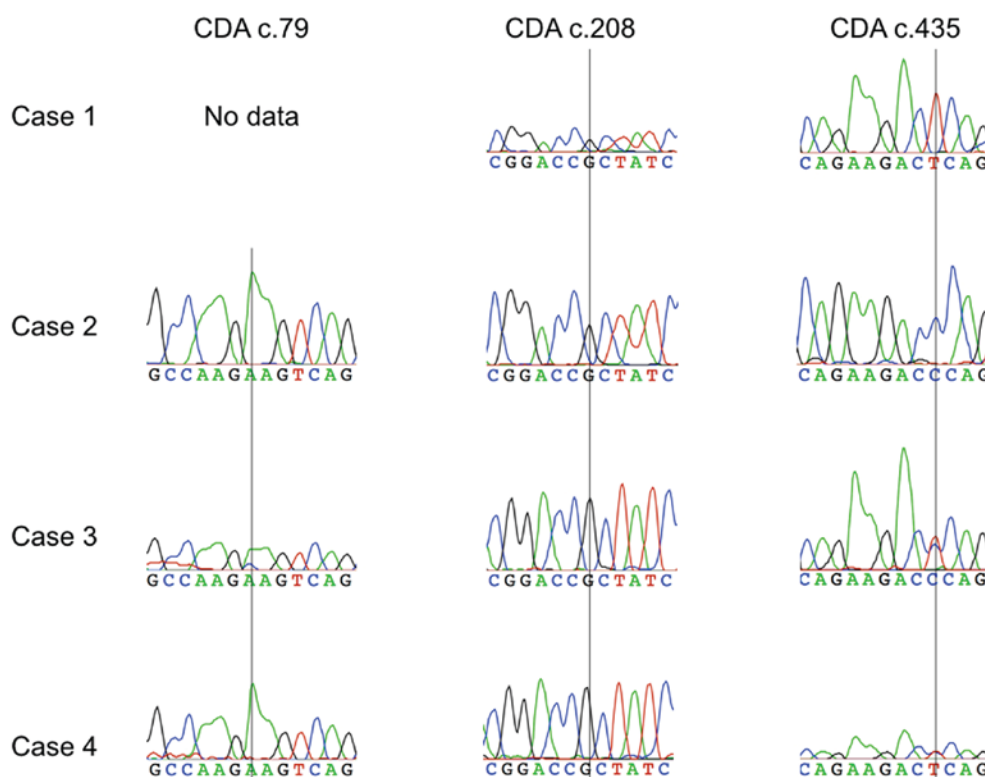 CDA c.79 CDA c.208 CDA c.435
Case 1 No data
CGGACCGCTATC CAGAAGACTCAG
Case 2
GCCAAGAAGTCAG CGGACCGCTATC CAGAAGACCCAG
Case 3
GCCAAGAAGTCAG CGGACCGCTATC CAGAAGACCCAG
Case 4
GCCAAGAAGTCAG CGGACCGCTATC CAGAAGACTCAG